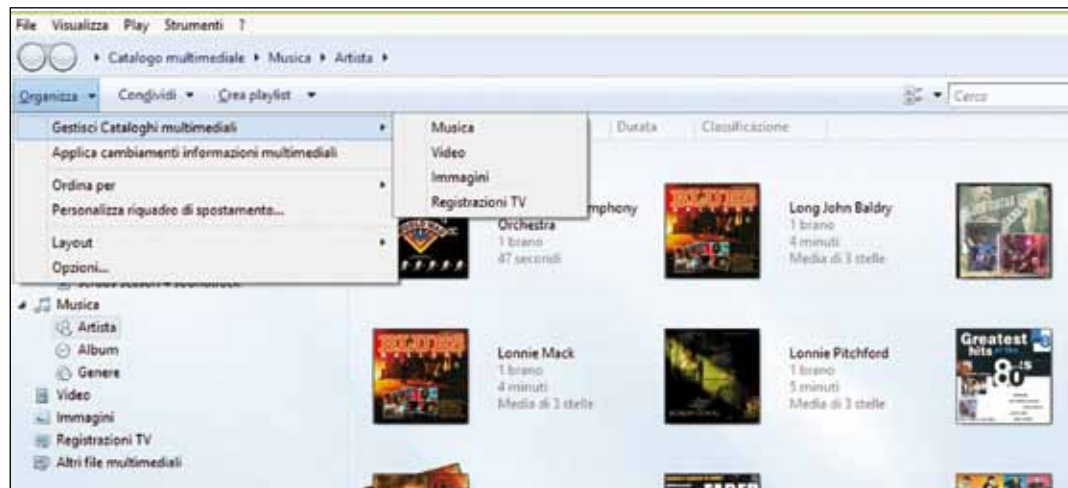 File Visualizza Play Strumenti ?
Catalogo multimediale Musica Artista
Organizza Condividi Crea playlist Cerca
Gestisci Cataloghi multimediali
Applica cambiamenti informazioni multimediali
Ordina per
Personalizza riquadro di spostamento...
Layout
Opzioni...
Musica
Video
Immagini
Registrazioni TV
Durata Classificazione
Orchestra
1 brano
47 secondi
Long John Baldry
1 brano
4 minuti
Media di 3 stelle
Musica
Artista
Album
Genere
Video
Immagini
Registrazioni TV
Altri file multimediali
Lonnie Mack
1 brano
4 minuti
Media di 3 stelle
Lonnie Pitchford
1 brano
5 minuti
Media di 3 stelle
Greatest
hits
80's